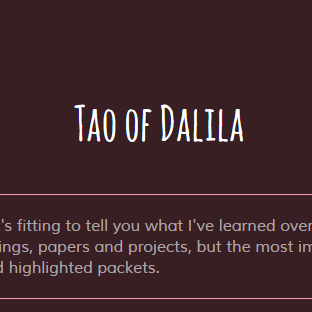 Tao of Dalila
's fitting to tell you what I've learned over
ings, papers and projects, but the most im
d highlighted packets.